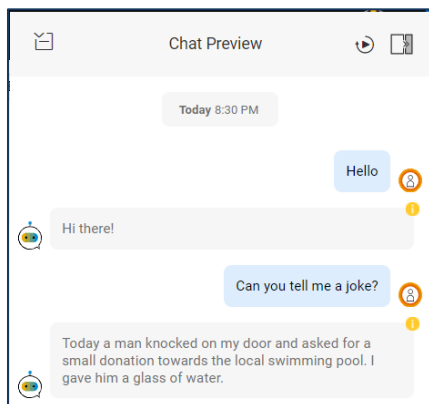 Chat Preview
Today 8:30 PM
Hello
Hi there!
Can you tell me a joke?
Today a man knocked on my door and asked for a
small donation towards the local swimming pool. I
gave him a glass of water.